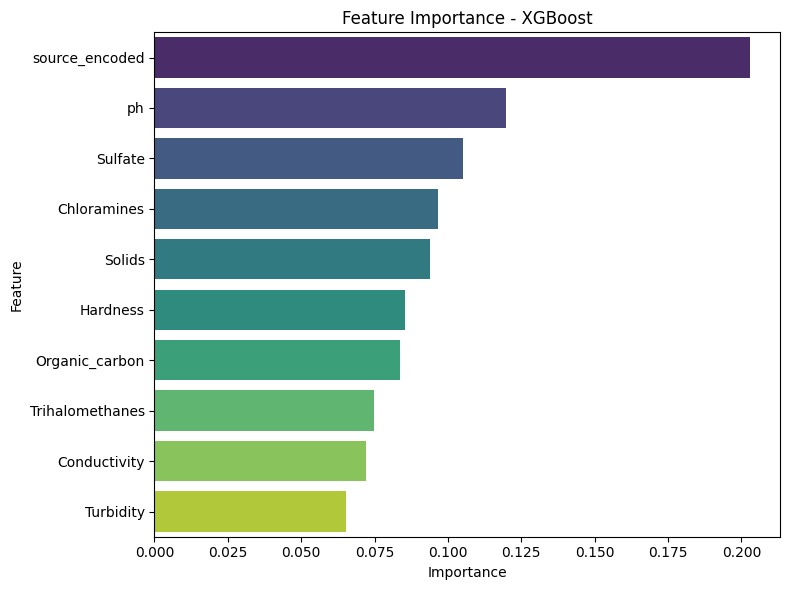 Feature Importance - XGBoost
source_encoded
ph
Sulfate
Chloramines
Solids
Hardness
Organic_carbon
Trihalomethanes
Conductivity
Turbidity
Feature
0.000 0.025 0.050 0.075 0.100 0.125 0.150 0.175 0.200
Importance